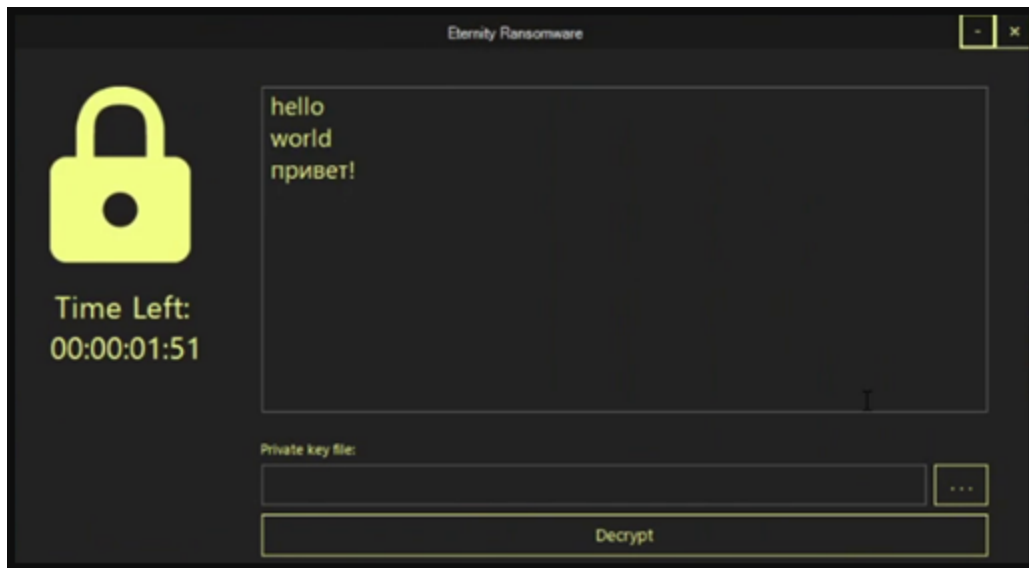 Eternity Ransomware
- ×
hello
world
привет!
Time Left:
00:00:01:51
Private key file:
...
Decrypt